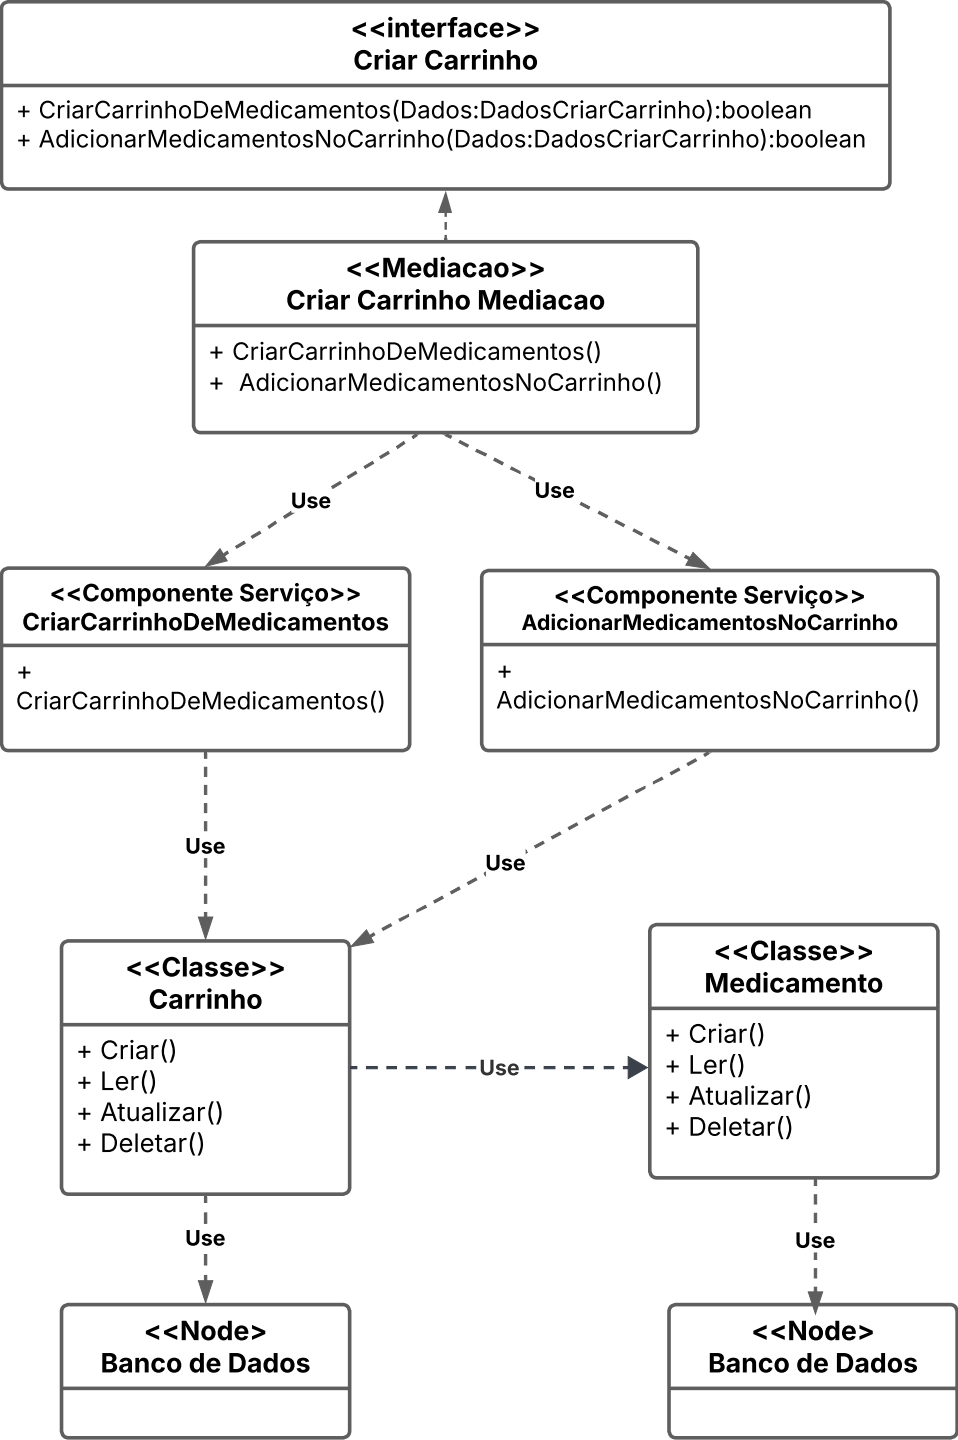 <<interface>>
Criar Carrinho
+ CriarCarrinhoDeMedicamentos(Dados:DadosCriarCarrinho):boolean
+ AdicionarMedicamentosNoCarrinho(Dados:DadosCriarCarrinho):boolean
<<Mediacao>>
Criar Carrinho Mediacao
+ CriarCarrinhoDeMedicamentos()
+  AdicionarMedicamentosNoCarrinho()
Use
Use
<<Componente Serviço>>
CriarCarrinhoDeMedicamentos
+
CriarCarrinhoDeMedicamentos()
<<Componente Serviço>>
AdicionarMedicamentosNoCarrinho
+
AdicionarMedicamentosNoCarrinho()
Use
Use
<<Classe>>
Carrinho
+ Criar()
+ Ler()
+ Atualizar()
+ Deletar()
Use
<<Classe>>
Medicamento
+ Criar()
+ Ler()
+ Atualizar()
+ Deletar()
Use
Use
<<Node>
Banco de Dados
<<Node>
Banco de Dados